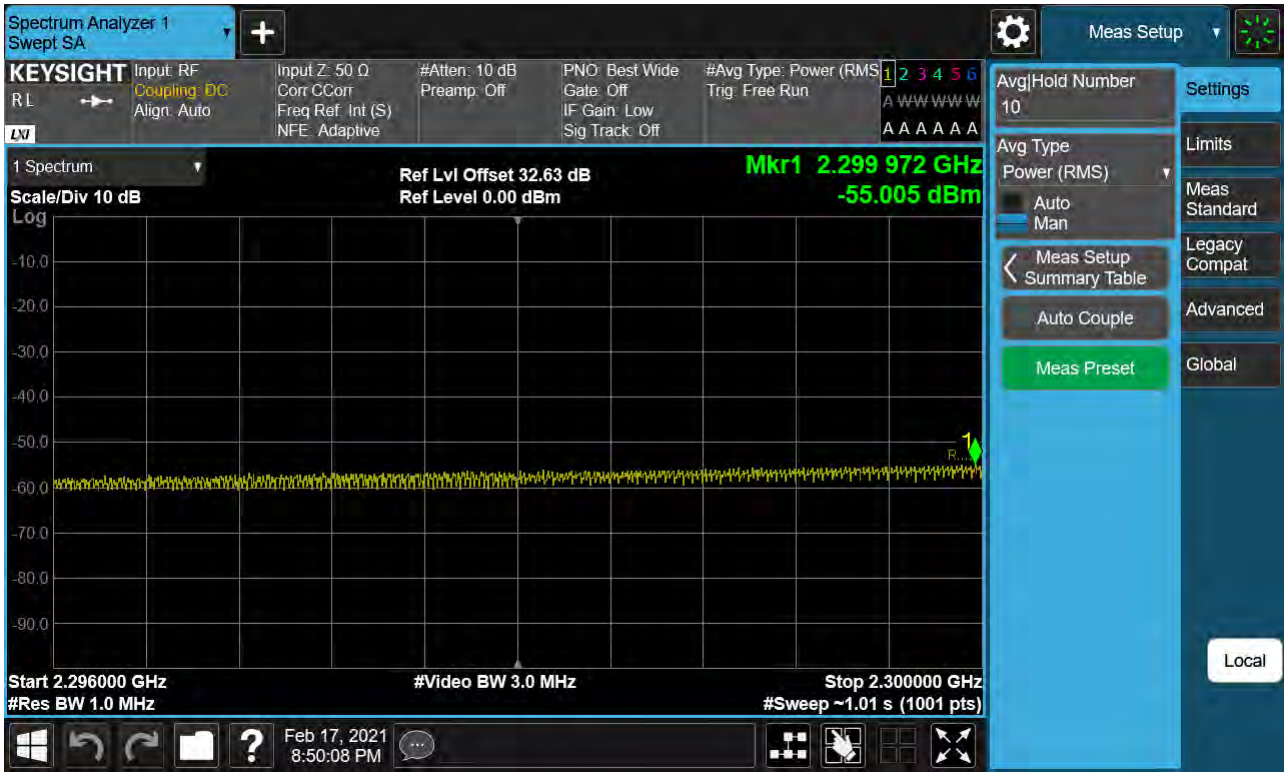 Spectrum Analyzer 1
Swept SA
+
Meas Setup
KEYSIGHT
RL
LXI
Input: RF
Coupling: DC
Align: Auto
Input Z: 50 Ω
Corr CCorr
Freq Ref: Int (S)
NFE: Adaptive
#Atten: 10 dB
Preamp: Off
PNO: Best Wide
Gate: Off
IF Gain: Low
Sig Track: Off
#Avg Type: Power (RMS
Trig: Free Run
1 2 3 4 5 6
A W W W W W
A A A A A A
1 Spectrum
Scale/Div 10 dB
Log
Ref Lvl Offset 32.63 dB
Ref Level 0.00 dBm
Mkr1 2.299 972 GHz
-55.005 dBm
-10.0
-20.0
-30.0
-40.0
-50.0
-60.0
-70.0
-80.0
-90.0
1
R....
Start 2.296000 GHz
#Res BW 1.0 MHz
#Video BW 3.0 MHz
Stop 2.300000 GHz
#Sweep ~1.01 s (1001 pts)
Avg|Hold Number
10
Avg Type
Power (RMS)
Auto
Man
Meas Setup
Summary Table
Auto Couple
Meas Preset
Settings
Limits
Meas
Standard
Legacy
Compat
Advanced
Global
Local
?
Feb 17, 2021
8:50:08 PM